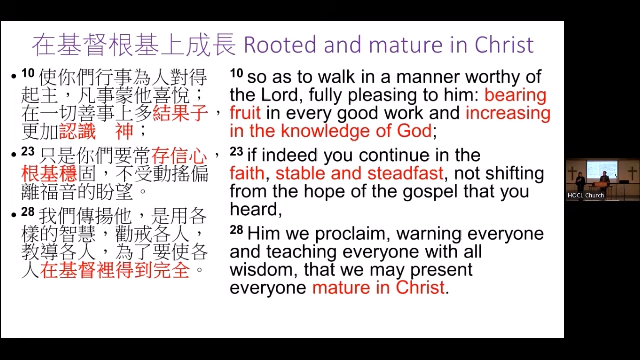 在基督根基上成長 Rooted and mature in Christ
• 10 使你們行事為人對得
起主，凡事蒙他喜悅；
在一切善事上多結果子，
更加認識　神；
• 23 只是你們要常存信心，
根基穩固，不受動搖偏
離福音的盼望。
• 28 我們傳揚他，是用各
樣的智慧，勸戒各人，
教導各人，為了要使各
人在基督裡得到完全。
10 so as to walk in a manner worthy of
the Lord, fully pleasing to him: bearing
fruit in every good work and increasing
in the knowledge of God;
23 if indeed you continue in the
faith, stable and steadfast, not shifting
from the hope of the gospel that you
heard,
28 Him we proclaim, warning everyone
and teaching everyone with all
wisdom, that we may present
everyone mature in Christ.
HOCL Church